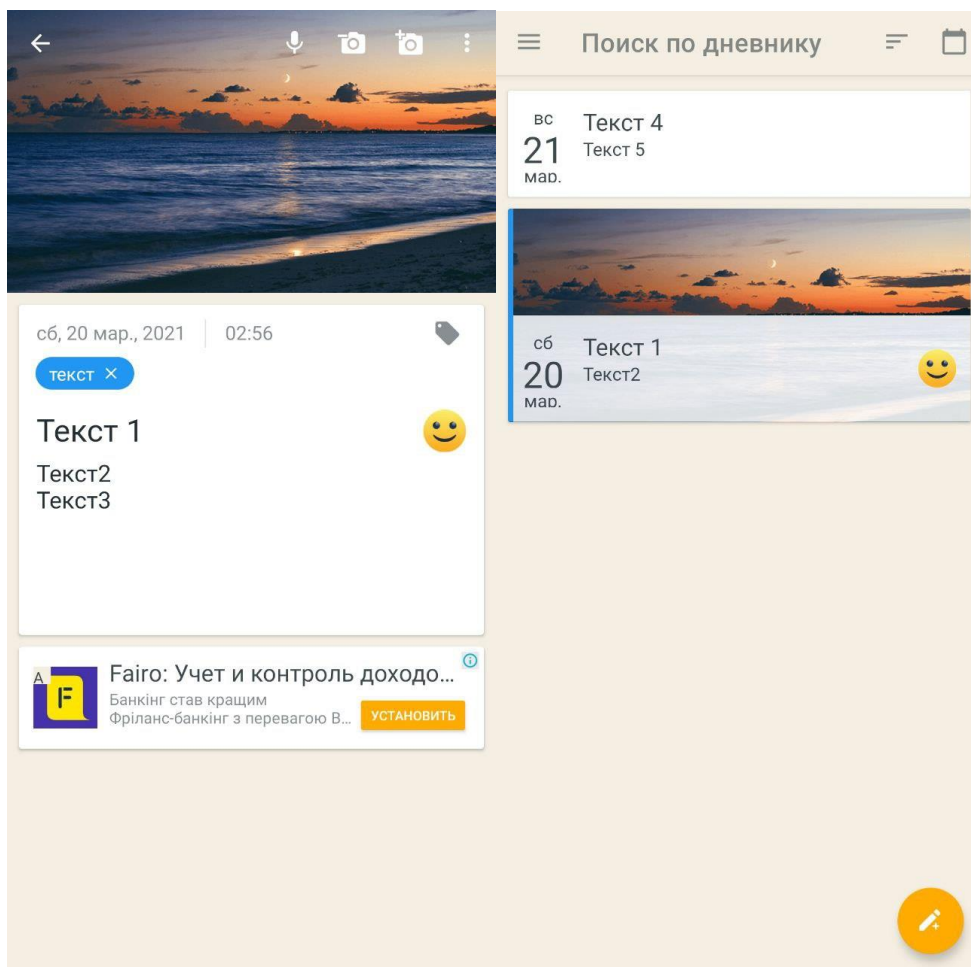 сб, 20 мар., 2021 02:56
текст ×
Текст 1
Текст2
Текст3
A
F
Fairo: Учет и контроль доходо...
Банкінг став кращим
Фріланс-банкінг з перевагою В...
УСТАНОВИТЬ
Поиск по дневнику
вс
21
мар.
Текст 4
Текст 5
сб
20
мар.
Текст 1
Текст2